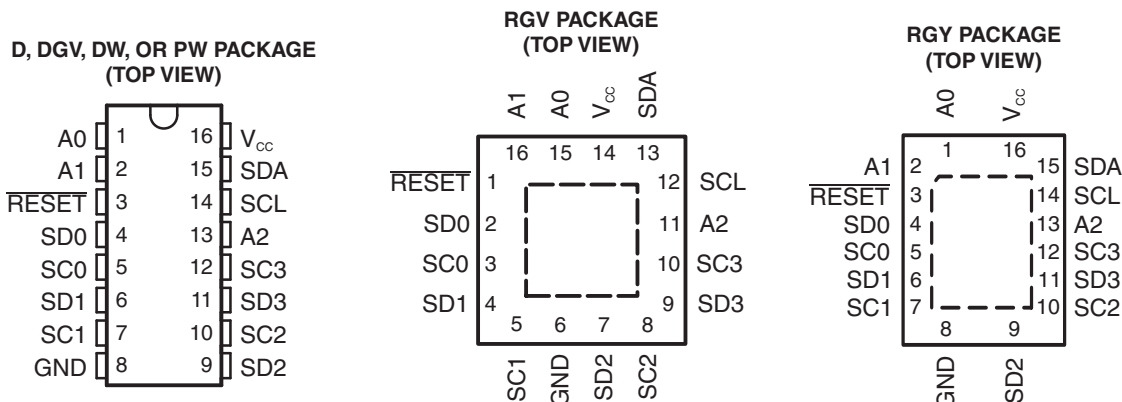 D, DGV, DW, OR PW PACKAGE
(TOP VIEW)
A0 1 16 VCC
A1 2 15 SDA
RESET 3 14 SCL
SD0 4 13 A2
SC0 5 12 SC3
SD1 6 11 SD3
SC1 7 10 SC2
GND 8 9 SD2
RGV PACKAGE
(TOP VIEW)
A1 A0 VCC SDA
16 15 14 13
RESET 1 12 SCL
SD0 2 11 A2
SC0 3 10 SC3
SD1 4 9 SD3
5 6 7 8
SC1 GND SD2 SC2
RGY PACKAGE
(TOP VIEW)
A0 VCC
1 16
A1 2 15 SDA
RESET 3 14 SCL
SD0 4 13 A2
SC0 5 12 SC3
SD1 6 11 SD3
SC1 7 10 SC2
8 9
GND SD2